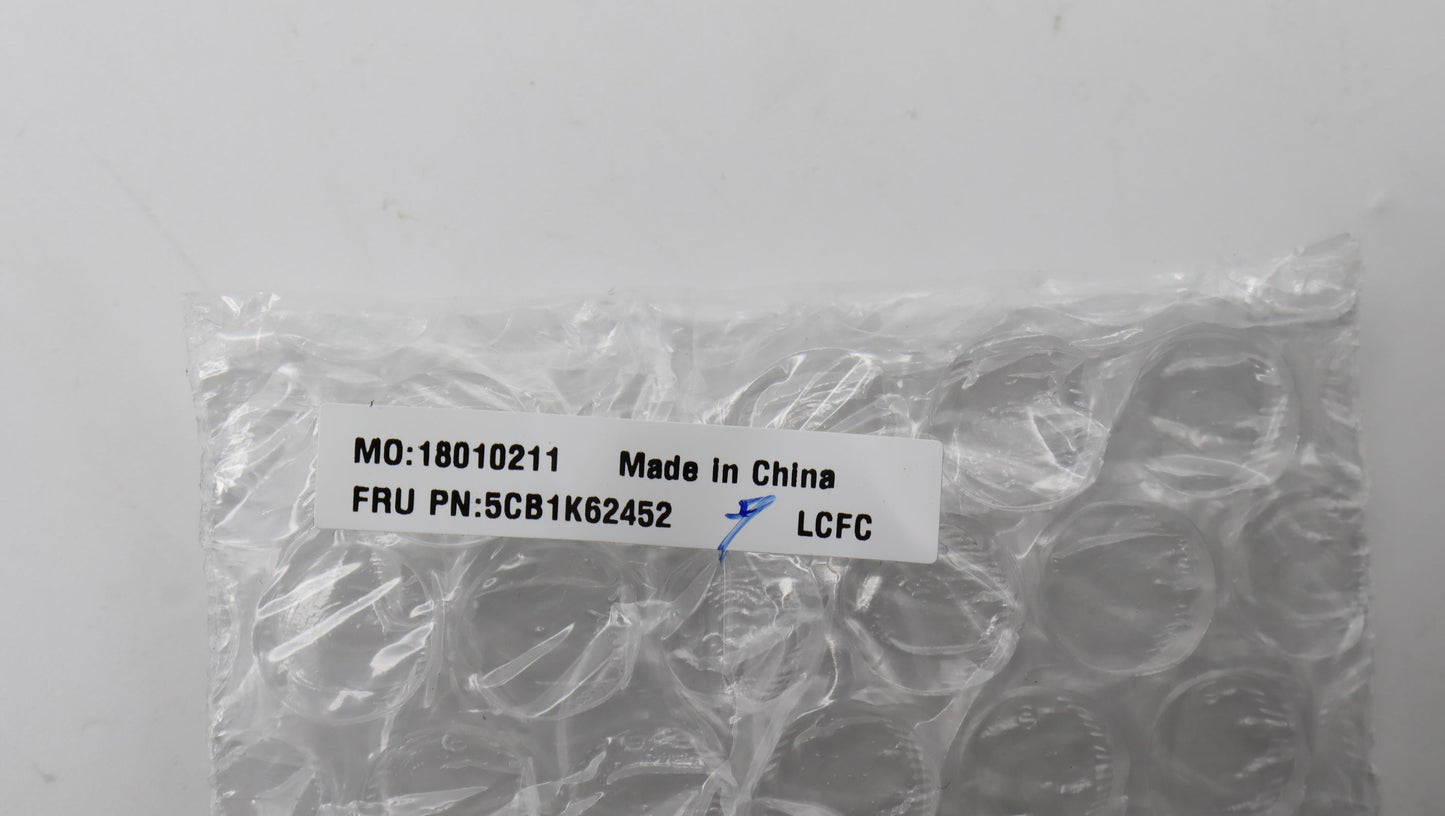 MO:18010211 Made in China
FRU PN:5CB1K62452 LCFC